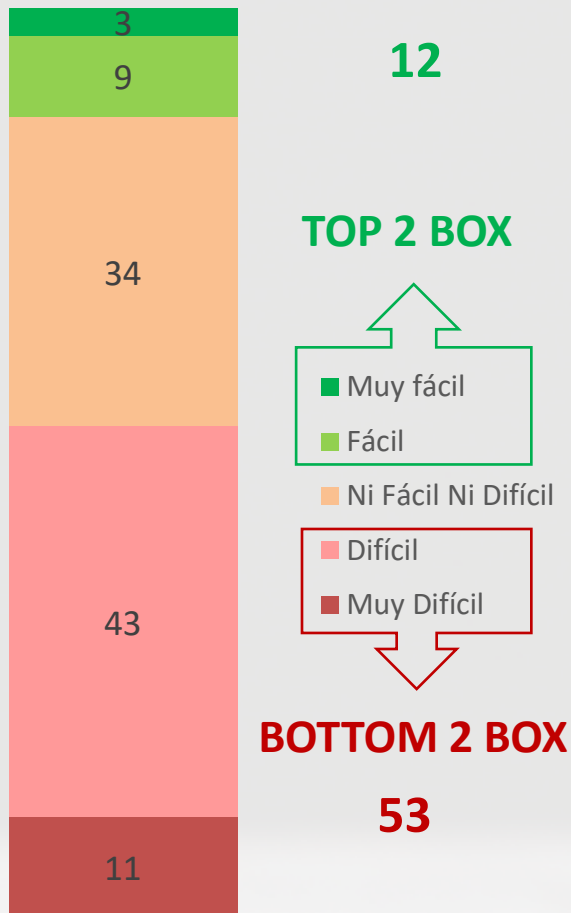 3
9
34
43
11
12
TOP 2 BOX
Muy fácil
Fácil
Ni Fácil Ni Difícil
Difícil
Muy Difícil
BOTTOM 2 BOX
53